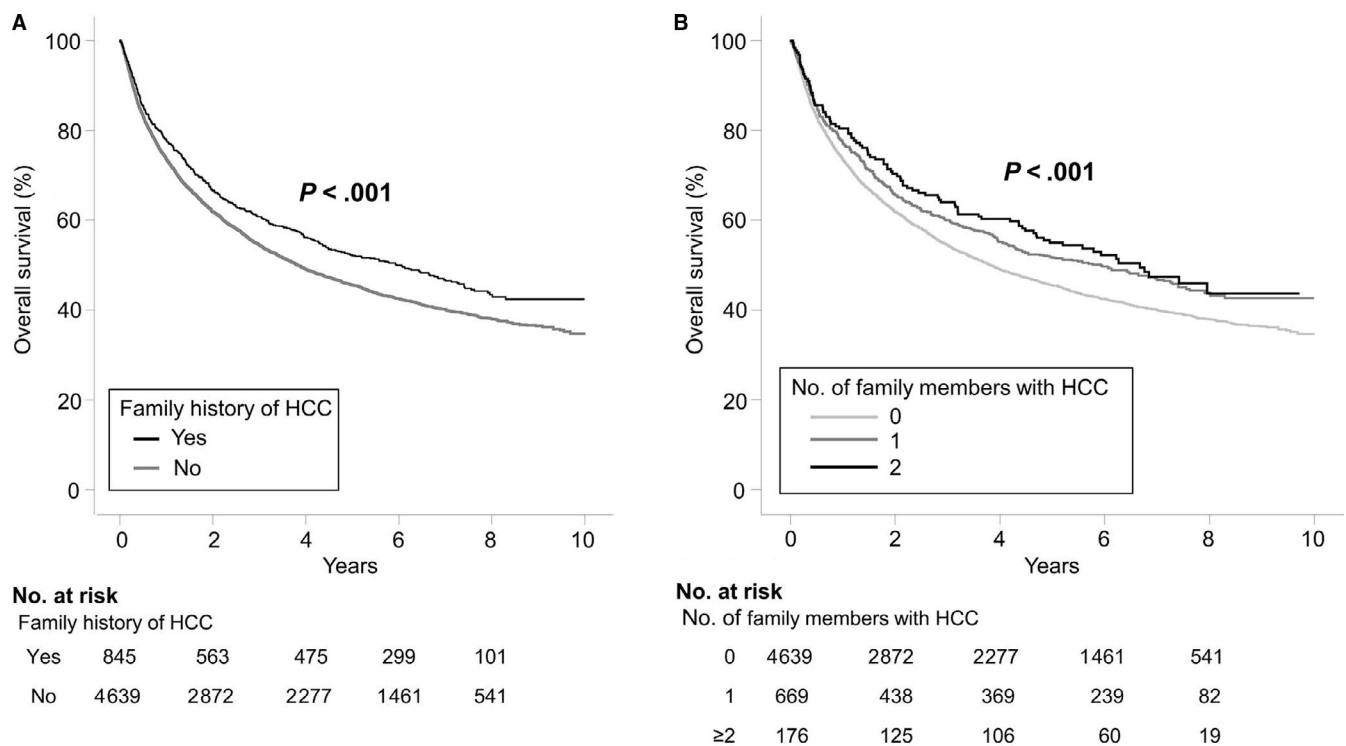 A
Overall survival (%)
100
80
60
40
20
0
P < .001
Family history of HCC
Yes
No
0 2 4 6 8 10
Years
No. at risk
Family history of HCC
Yes 845 563 475 299 101
No 4639 2872 2277 1461 541
B
Overall survival (%)
100
80
60
40
20
0
P < .001
No. of family members with HCC
0
1
2
0 2 4 6 8 10
Years
No. at risk
No. of family members with HCC
0 4639 2872 2277 1461 541
1 669 438 369 239 82
≥2 176 125 106 60 19